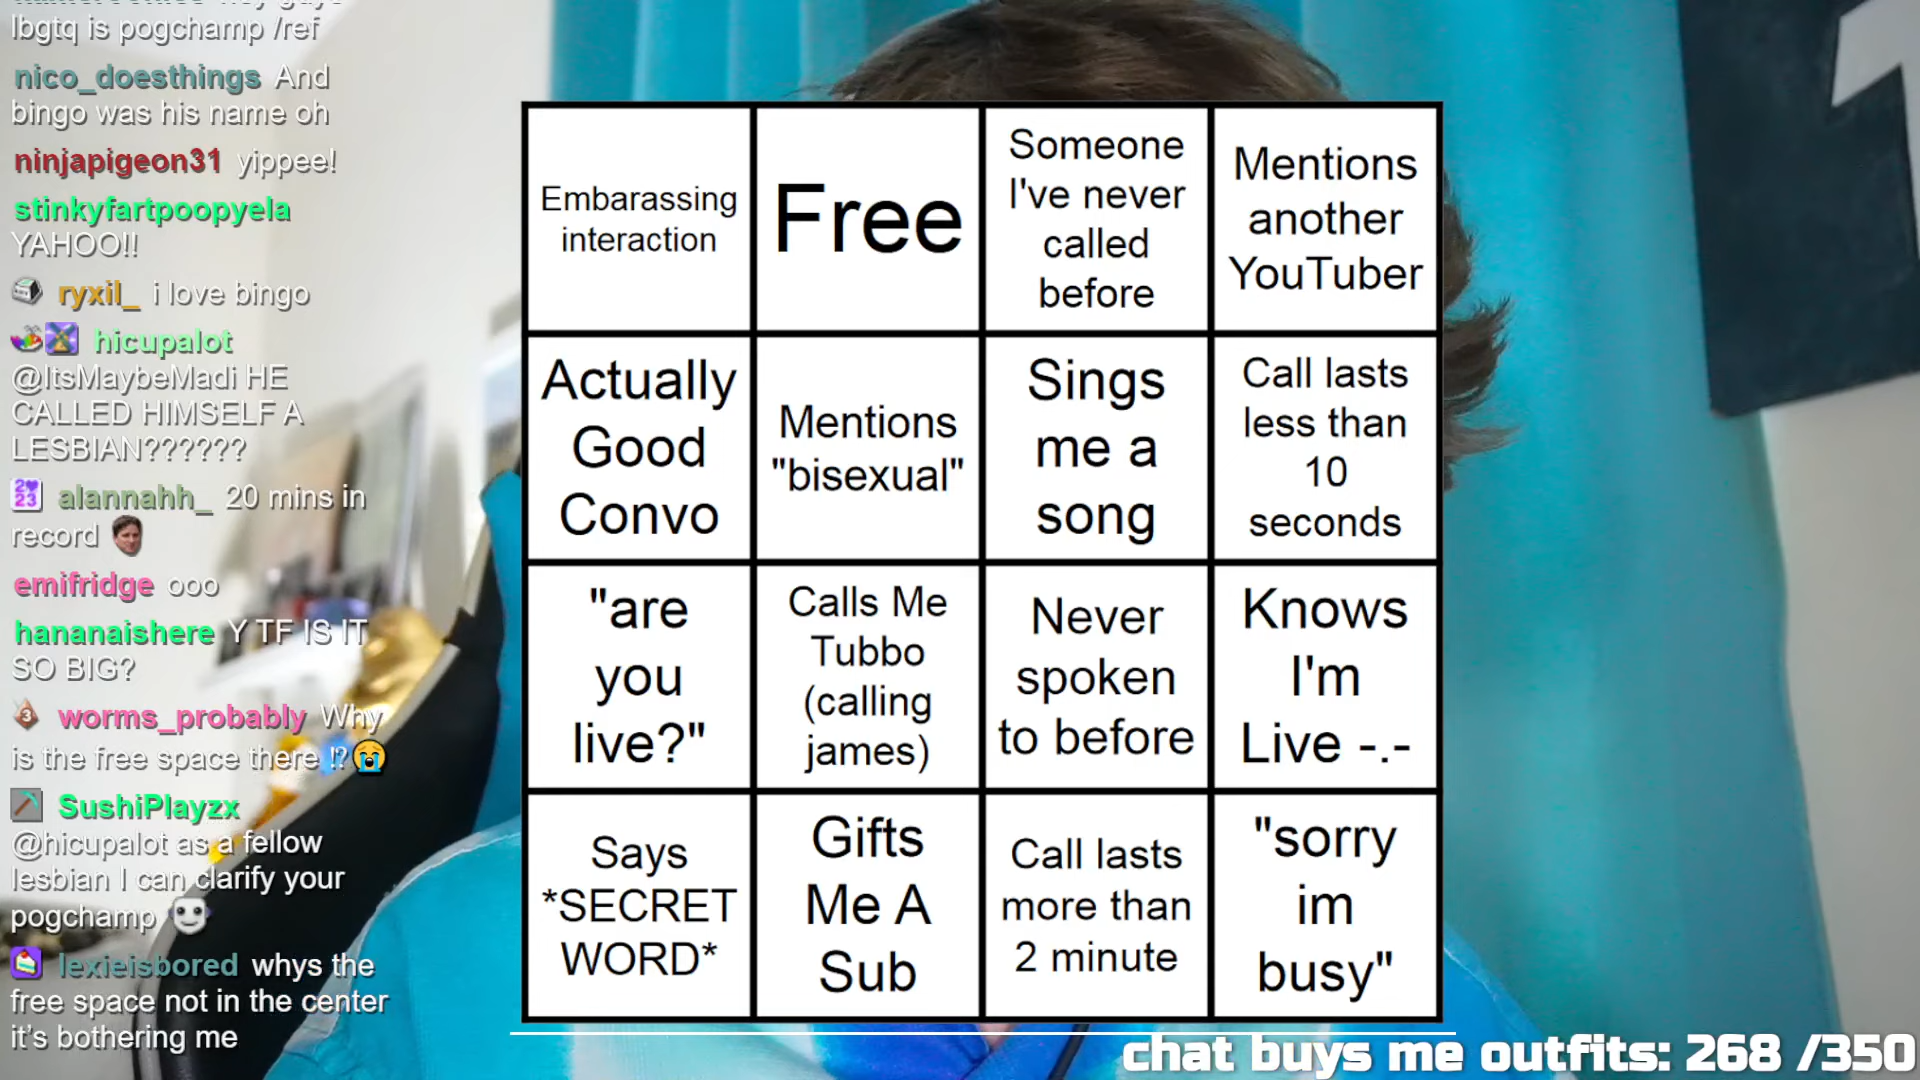 lbgtq is pogchamp /ref
nico_doesthings And
bingo was his name oh
ninjapigeon31 yippee!
stinkyfartpoopyela
YAHOO!!
ryxil_ i love bingo
hicupalot
@ItsMaybeMadi HE
CALLED HIMSELF A
LESBIAN??????
alannahh_ 20 mins in
record
emifridge ooo
hananaishere Y TF IS IT
SO BIG?
worms_probably Why
is the free space there !?
SushiPlayzx
@hicupalot as a fellow
lesbian I can clarify your
pogchamp
lexieisbored whys the
free space not in the center
it's bothering me
Embarassing
interaction
Free
Someone
I've never
called
before
Mentions
another
YouTuber
Actually
Good
Convo
Mentions
"bisexual"
Sings
me a
song
Call lasts
less than
10
seconds
"are
you
live?"
Calls Me
Tubbo
(calling
james)
Never
spoken
to before
Knows
I'm
Live -.-
Says
*SECRET
WORD*
Gifts
Me A
Sub
Call lasts
more than
2 minute
"sorry
im
busy"
chat buys me outfits: 268 /350